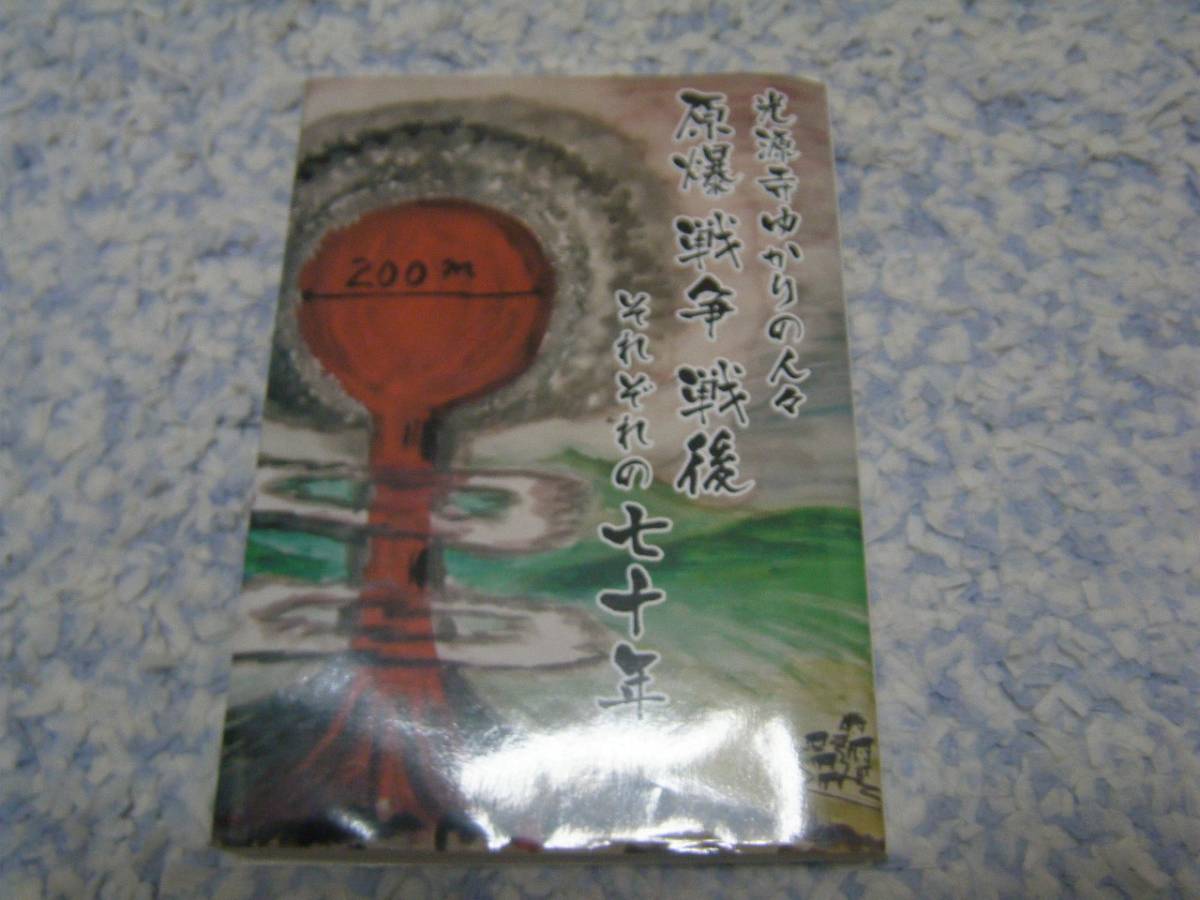 光源寺ゆかりの人々
原爆 戦争 戦後
それぞれの七十年
200m